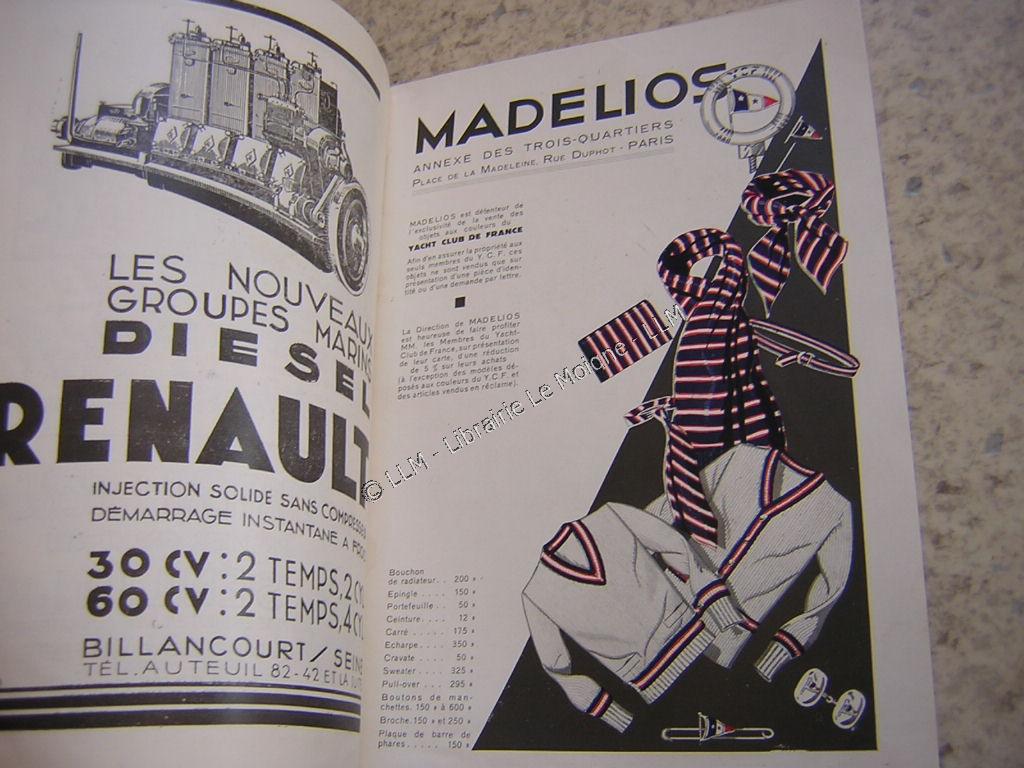 LES NOUVEAUX
GROUPES MARINS
DIESEL
RENAULT
INJECTION SOLIDE SANS
DÉMARRAGE INSTANTANE A
30 CV : 2 TEMPS, 2
60 CV : 2 TEMPS, 4
BILLANCOURT / SEINE
TÉL. AUTEUIL 82-42 ET LA
MADELIOS
ANNEXE DES TROIS-QUARTIERS
PLACE DE LA MADELEINE. RUE DUPHOT - PARIS
YCF
MADELIOS est détenteur de
l'exclusivité de la vente des
objets aux couleurs du
YACHT CLUB DE FRANCE
Afin d'en assurer la propriété aux
seuls membres du Y. C. F. ces
objets ne sont vendus que sur
présentation d'une pièce d'iden-
tité ou d'une demande par lettre.
La Direction de MADELIOS
est heureuse de faire profiter
MM. les Membres du Yacht-
Club de France, sur présentation
de leur carte, d'une réduction
de 5 % sur leurs achats
(à l'exception des modèles dé-
posés aux couleurs du Y.C.F. et
des articles vendus en réclame).
Bouchon
de radiateur. . 200 »
Epingle . . . . 150 »
Portefeuille . . 50 »
Ceinture . . . . 12 »
Carré . . . . . 175 »
Echarpe . . . . 350 »
Cravate . . . . 50 »
Sweater . . . . 325 »
Pull-over . . . 295 »
Boutons de man-
chettes. 150 » à 600 »
Broche. 150 » et 250 »
Plaque de barre de
phares . . . . . 150 »
© LLM - Librairie Le Moigne - LLM